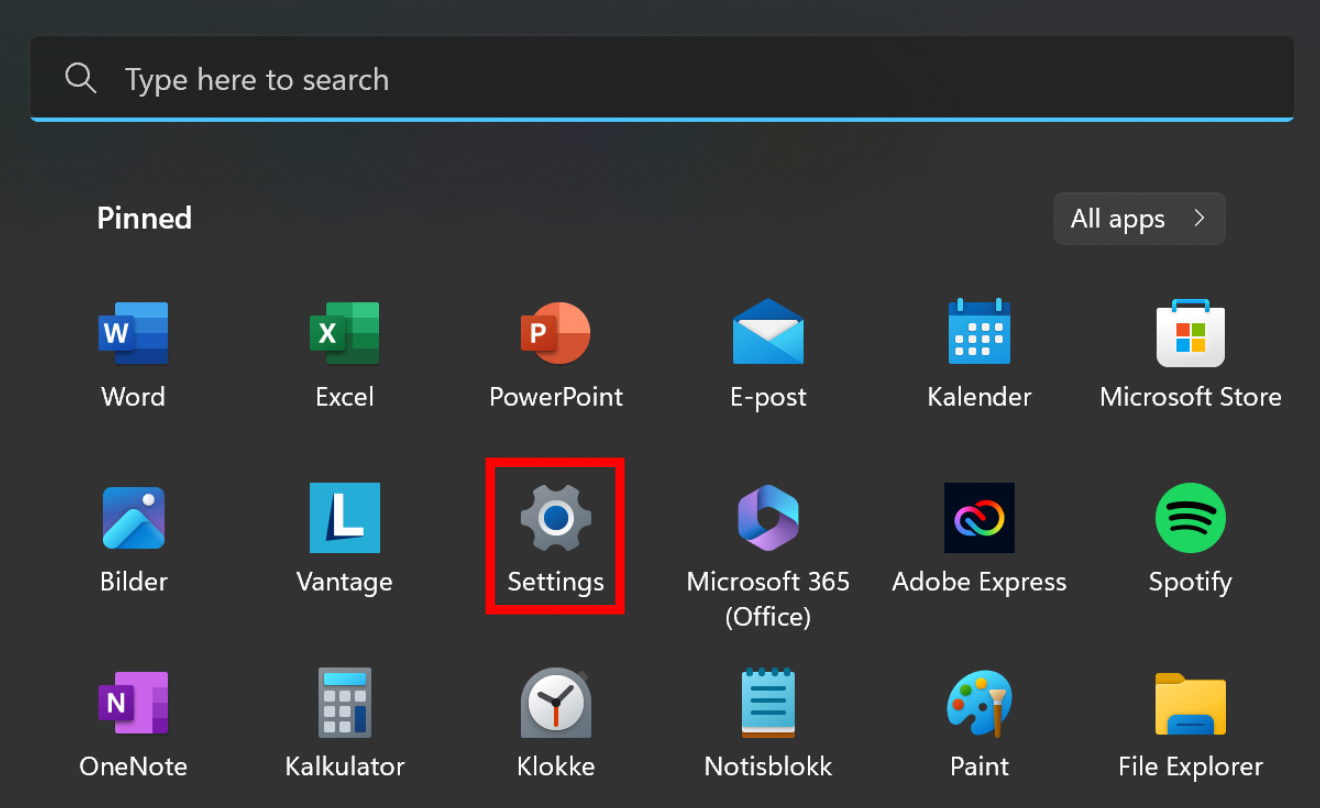 Type here to search
Pinned
All apps
W
X
P
Word
Excel
PowerPoint
E-post
Kalender
Microsoft Store
L
Bilder
Vantage
Settings
Microsoft 365
(Office)
Adobe Express
Spotify
N
OneNote
Kalkulator
Klokke
Notisblokk
Paint
File Explorer